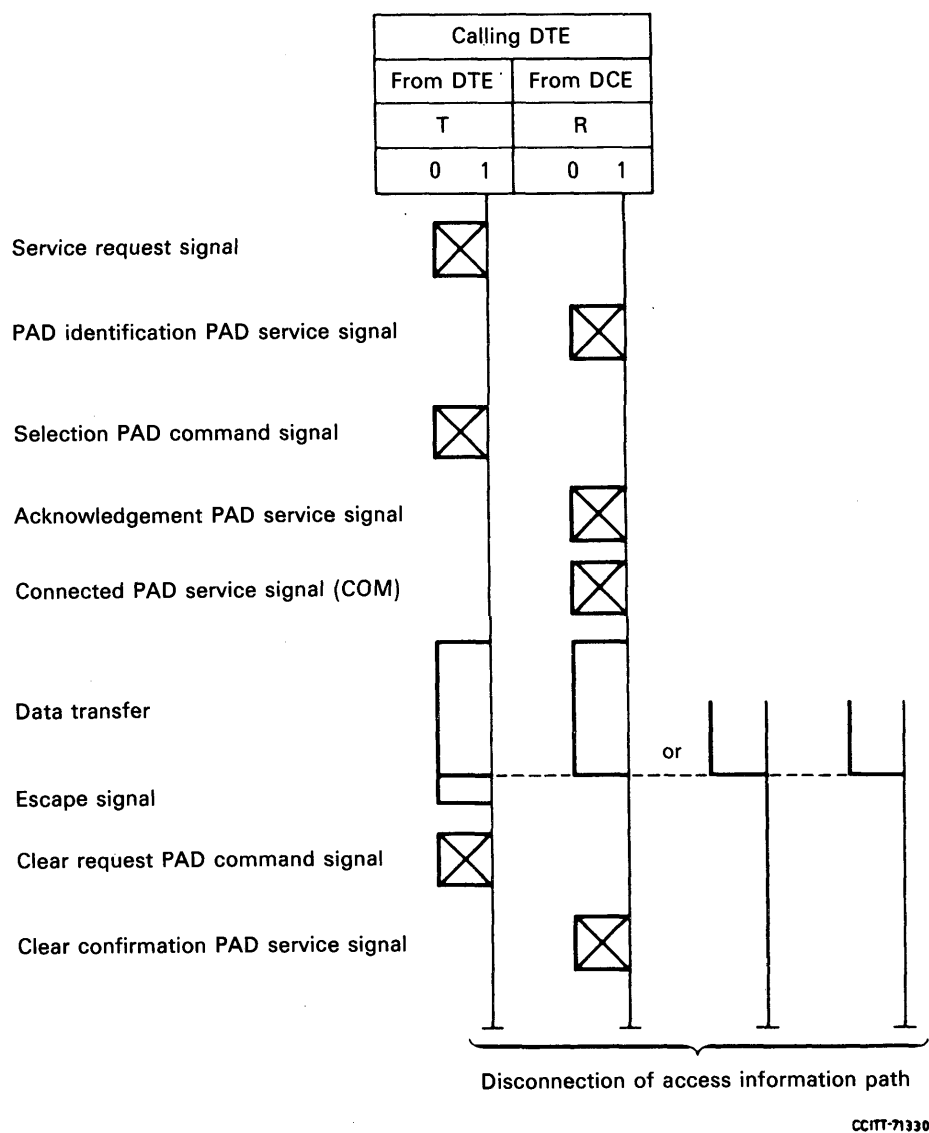 Calling DTE
From DTE From DCE
T R
0 1 0 1
Service request signal
PAD identification PAD service signal
Selection PAD command signal
Acknowledgement PAD service signal
Connected PAD service signal (COM)
Data transfer
or
Escape signal
Clear request PAD command signal
Clear confirmation PAD service signal
Disconnection of access information path
CCITT-71330